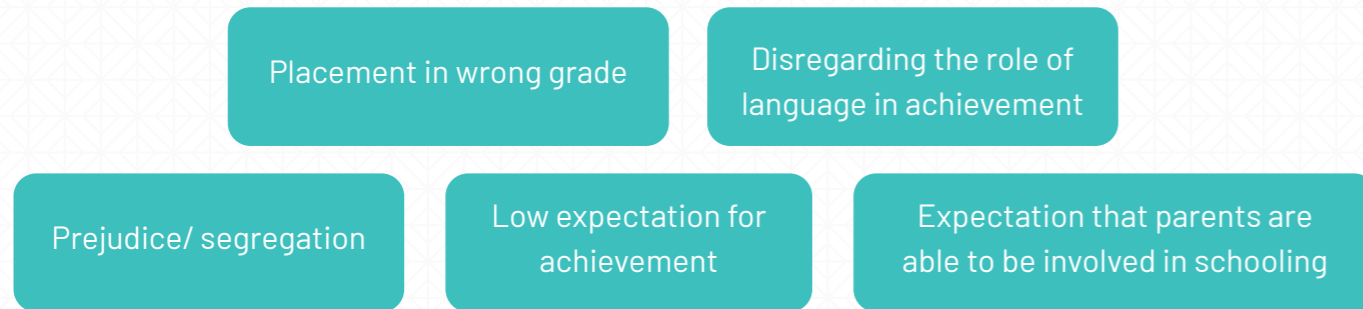 Placement in wrong grade
Disregarding the role of
language in achievement
Prejudice/ segregation
Low expectation for
achievement
Expectation that parents are
able to be involved in schooling